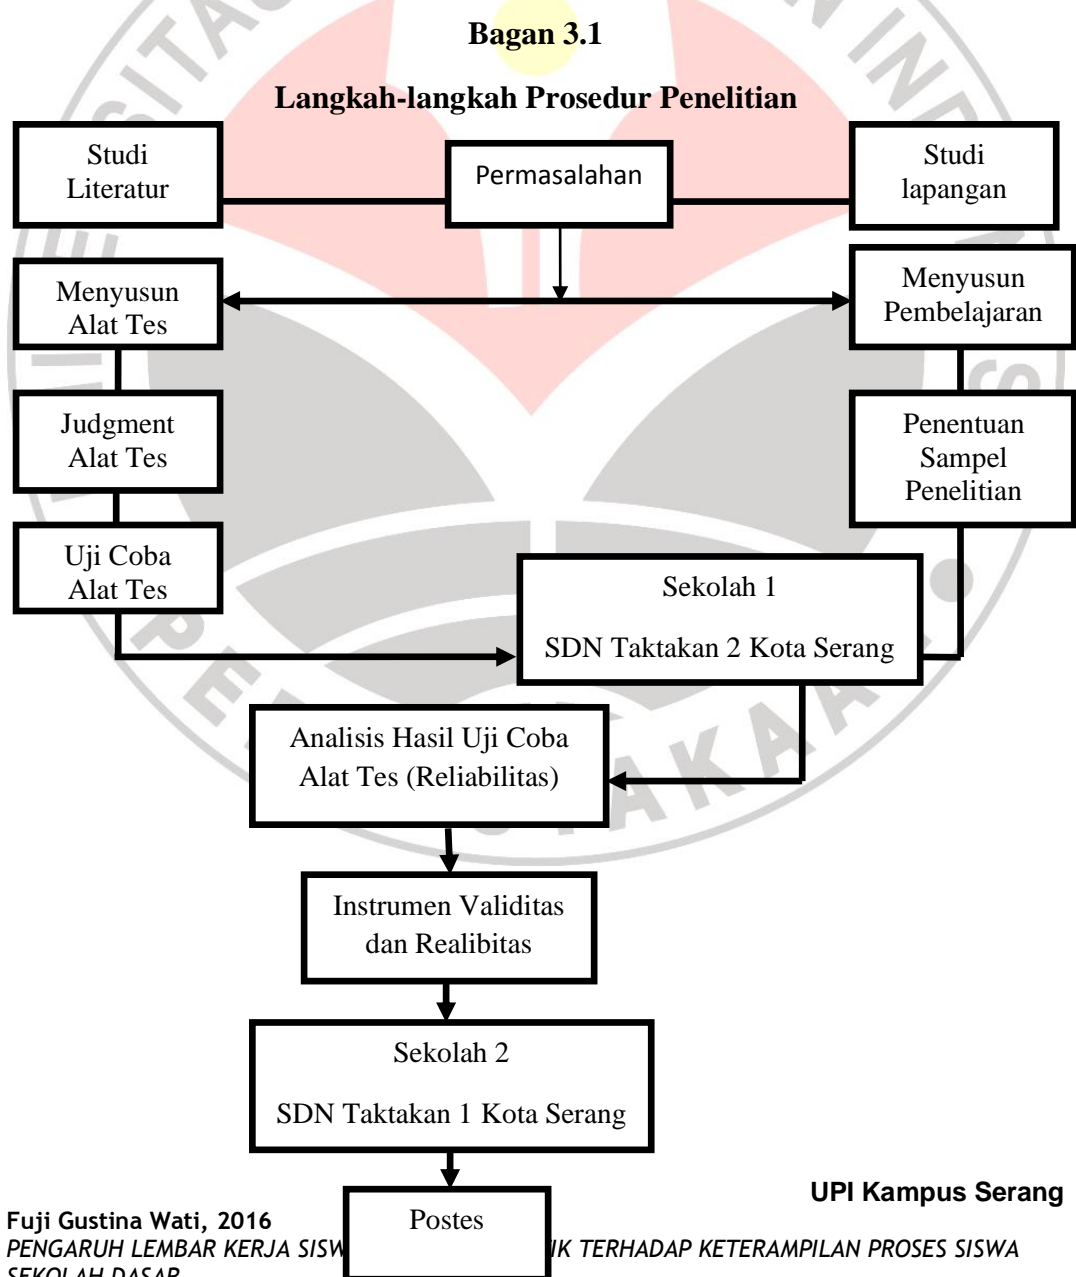 Bagan 3.1
Langkah-langkah Prosedur Penelitian
Studi
Literatur
Permasalahan
Studi
lapangan
Menyusun
Alat Tes
Menyusun
Pembelajaran
Judgment
Alat Tes
Penentuan
Sampel
Penelitian
Uji Coba
Alat Tes
Sekolah 1
SDN Taktakan 2 Kota Serang
Analisis Hasil Uji Coba
Alat Tes (Reliabilitas)
Instrumen Validitas
dan Realibitas
Sekolah 2
SDN Taktakan 1 Kota Serang
Postes
UPI Kampus Serang
Fuji Gustina Wati, 2016
PENGARUH LEMBAR KERJA SISW IK TERHADAP KETERAMPILAN PROSES SISWA
SEKOLAH DASAR